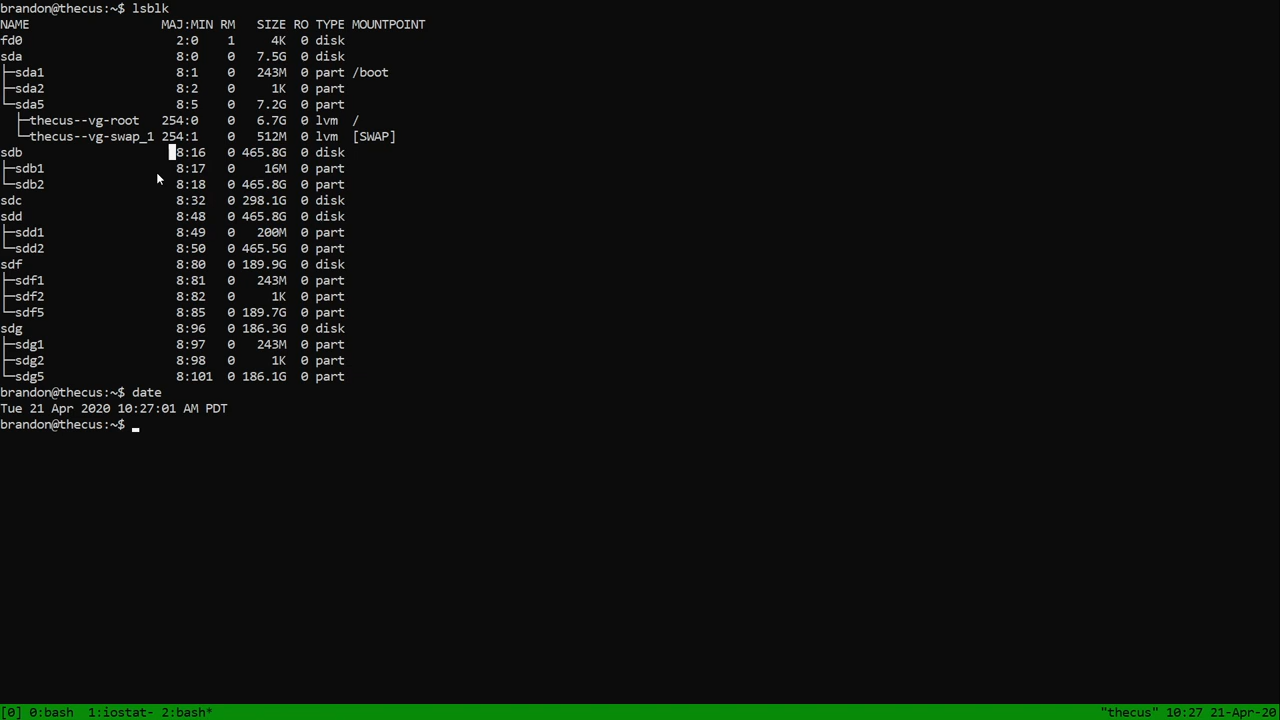 brandon@thecus:~$ lsblk
NAME                  MAJ:MIN RM   SIZE RO TYPE MOUNTPOINT
fd0                     2:0    1     4K  0 disk
sda                     8:0    0   7.5G  0 disk
├─sda1                  8:1    0   243M  0 part /boot
├─sda2                  8:2    0     1K  0 part
└─sda5                  8:5    0   7.2G  0 part
  ├─thecus--vg-root   254:0    0   6.7G  0 lvm  /
  └─thecus--vg-swap_1 254:1    0   512M  0 lvm  [SWAP]
sdb                     8:16   0 465.8G  0 disk
├─sdb1                  8:17   0    16M  0 part
└─sdb2                  8:18   0 465.8G  0 part
sdc                     8:32   0 298.1G  0 disk
sdd                     8:48   0 465.8G  0 disk
├─sdd1                  8:49   0   200M  0 part
└─sdd2                  8:50   0 465.5G  0 part
sdf                     8:80   0 189.9G  0 disk
├─sdf1                  8:81   0   243M  0 part
├─sdf2                  8:82   0     1K  0 part
└─sdf5                  8:85   0 189.7G  0 part
sdg                     8:96   0 186.3G  0 disk
├─sdg1                  8:97   0   243M  0 part
├─sdg2                  8:98   0     1K  0 part
└─sdg5                  8:101  0 186.1G  0 part
brandon@thecus:~$ date
Tue 21 Apr 2020 10:27:01 AM PDT
brandon@thecus:~$
[0] 0:bash  1:iostat- 2:bash* "thecus" 10:27 21-Apr-20